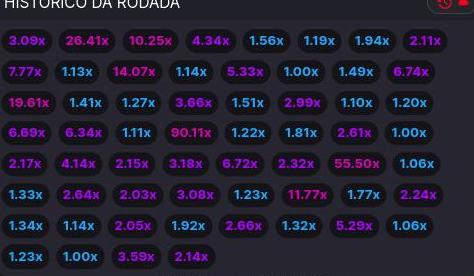 HISTÓRICO DA RODADA
3.09x 26.41x 10.25x 4.34x 1.56x 1.19x 1.94x 2.11x
7.77x 1.13x 14.07x 1.14x 5.33x 1.00x 1.49x 6.74x
19.61x 1.41x 1.27x 3.66x 1.51x 2.99x 1.10x 1.20x
6.69x 6.34x 1.11x 90.11x 1.22x 1.81x 2.61x 1.00x
2.17x 4.14x 2.15x 3.18x 6.72x 2.32x 55.50x 1.06x
1.33x 2.64x 2.03x 3.08x 1.23x 11.77x 1.77x 2.24x
1.34x 1.14x 2.05x 1.92x 2.66x 1.32x 5.29x 1.06x
1.23x 1.00x 3.59x 2.14x